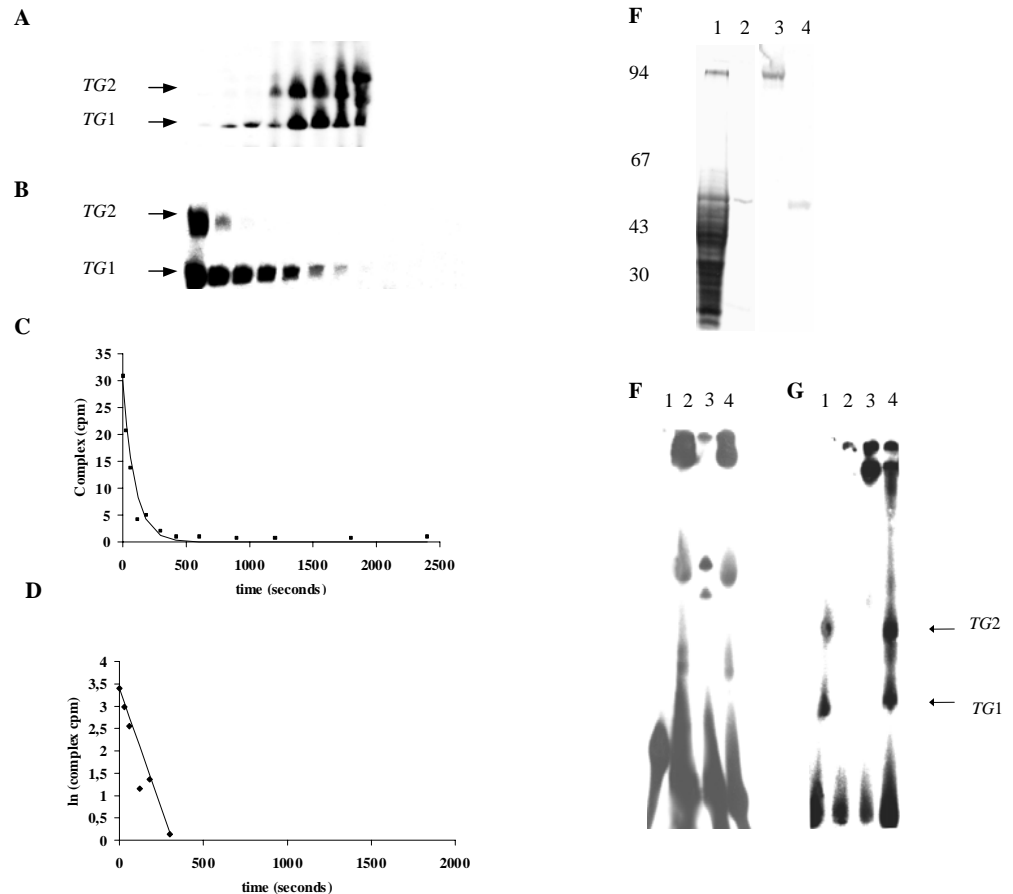 A
TG2
TG1
B
TG2
TG1
C
35
30
25
20
15
10
5
0
Complex (cpm)
0 500 1000 1500 2000 2500
time (seconds)
D
4
3,5
3
2,5
2
1,5
1
0,5
0
ln (complex cpm)
0 500 1000 1500 2000
time (seconds)
F
1 2 3 4
94
67
43
30
F
1 2 3 4
G
1 2 3 4
TG2
TG1